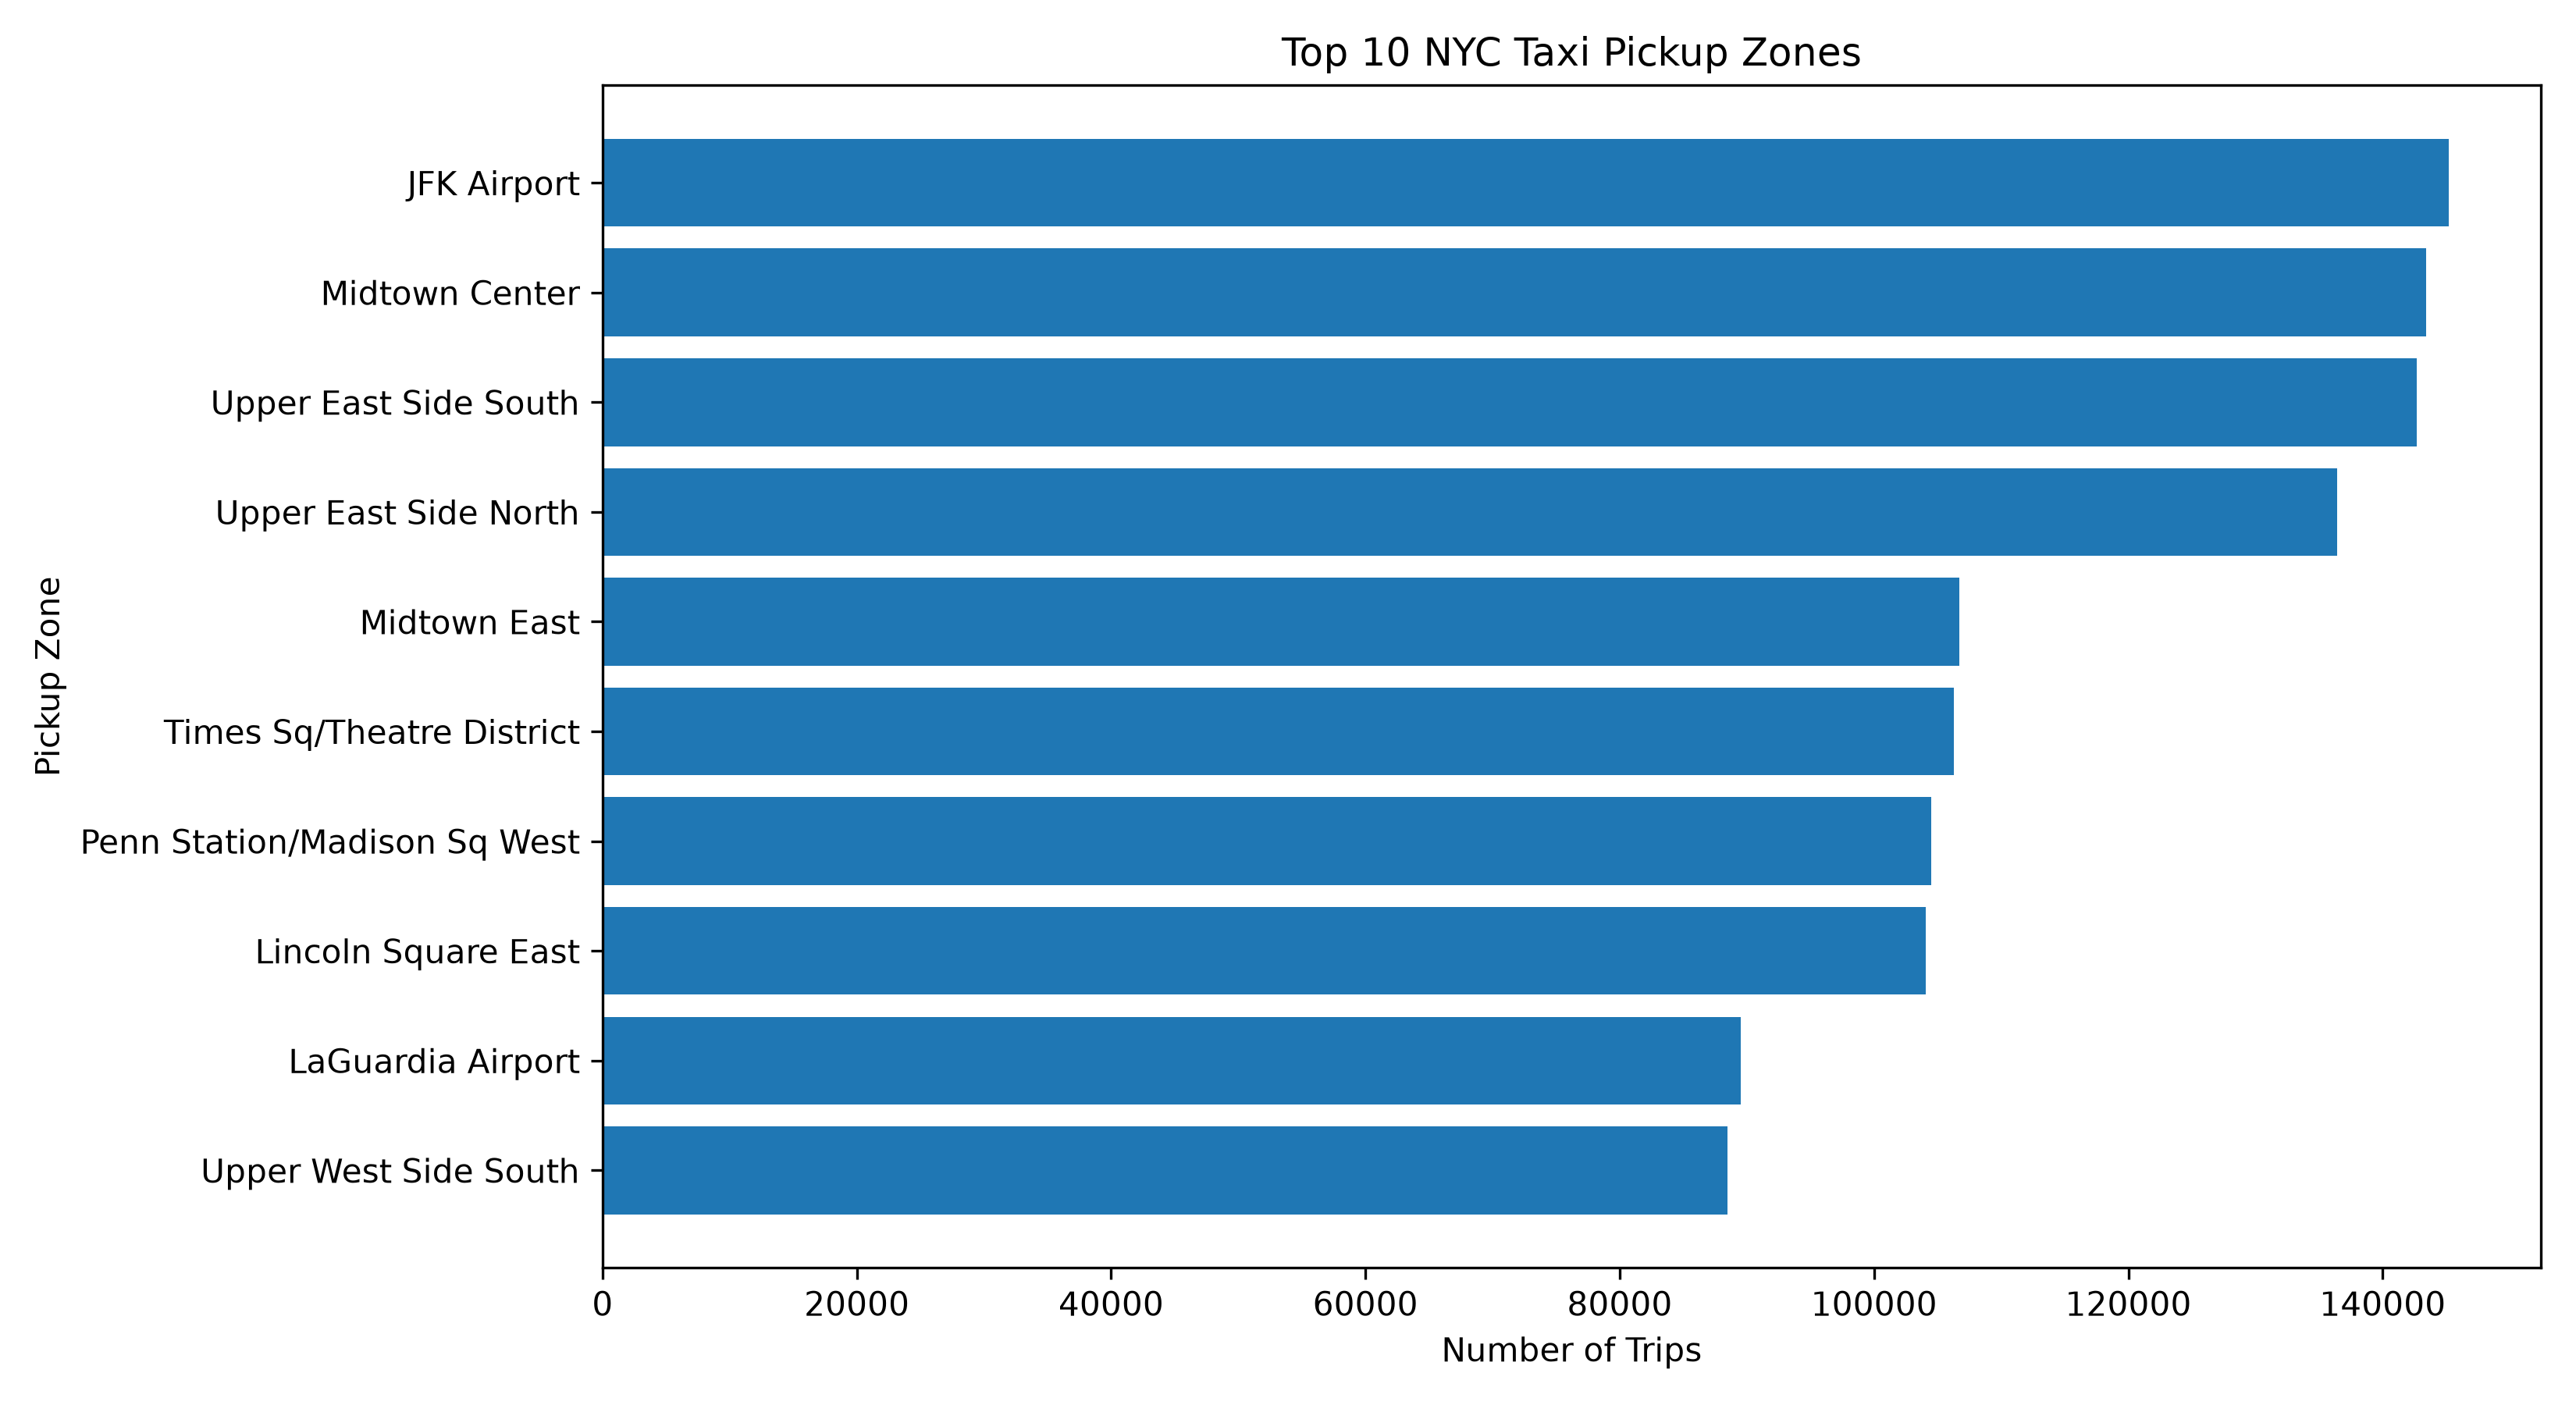 Top 10 NYC Taxi Pickup Zones
Pickup Zone
JFK Airport
Midtown Center
Upper East Side South
Upper East Side North
Midtown East
Times Sq/Theatre District
Penn Station/Madison Sq West
Lincoln Square East
LaGuardia Airport
Upper West Side South
0 20000 40000 60000 80000 100000 120000 140000
Number of Trips